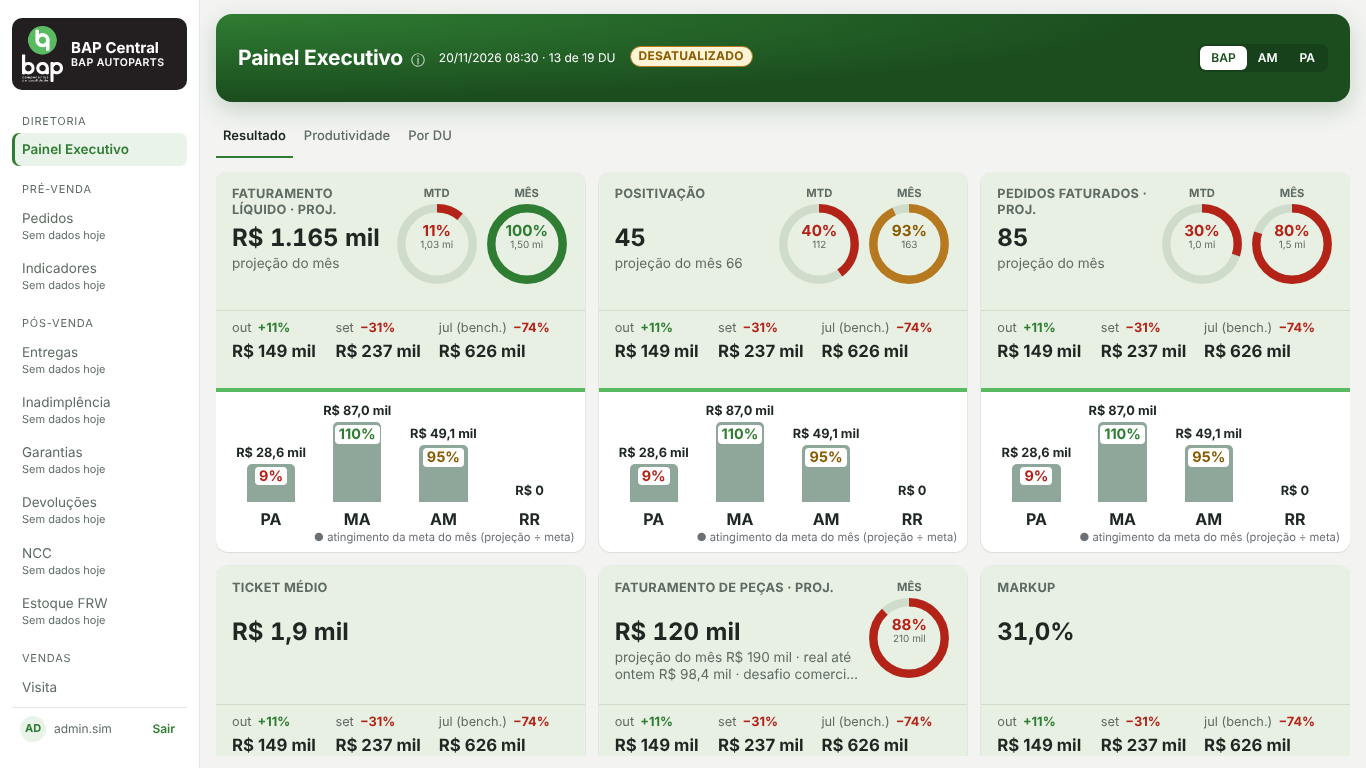 bap
BAP Central
BAP AUTOPARTS
DIRETORIA
Painel Executivo
PRÉ-VENDA
Pedidos
Sem dados hoje
Indicadores
Sem dados hoje
PÓS-VENDA
Entregas
Sem dados hoje
Inadimplência
Sem dados hoje
Garantias
Sem dados hoje
Devoluções
Sem dados hoje
NCC
Sem dados hoje
Estoque FRW
Sem dados hoje
VENDAS
Visita
AD admin.sim Sair
Painel Executivo ⓘ 20/11/2026 08:30 · 13 de 19 DU DESATUALIZADO BAP AM PA
Resultado Produtividade Por DU
FATURAMENTO LÍQUIDO · PROJ.
R$ 1.165 mil
projeção do mês
MTD
11%
1,03 mi
MÊS
100%
1,50 mi
out +11% set −31% jul (bench.) −74%
R$ 149 mil R$ 237 mil R$ 626 mil
R$ 28,6 mil R$ 87,0 mil R$ 49,1 mil R$ 0
9% 110% 95%
PA MA AM RR
● atingimento da meta do mês (projeção ÷ meta)
POSITIVAÇÃO
45
projeção do mês 66
MTD
40%
112
MÊS
93%
163
out +11% set −31% jul (bench.) −74%
R$ 149 mil R$ 237 mil R$ 626 mil
R$ 28,6 mil R$ 87,0 mil R$ 49,1 mil R$ 0
9% 110% 95%
PA MA AM RR
● atingimento da meta do mês (projeção ÷ meta)
PEDIDOS FATURADOS · PROJ.
85
projeção do mês
MTD
30%
1,0 mi
MÊS
80%
1,5 mi
out +11% set −31% jul (bench.) −74%
R$ 149 mil R$ 237 mil R$ 626 mil
R$ 28,6 mil R$ 87,0 mil R$ 49,1 mil R$ 0
9% 110% 95%
PA MA AM RR
● atingimento da meta do mês (projeção ÷ meta)
TICKET MÉDIO
R$ 1,9 mil
out +11% set −31% jul (bench.) −74%
R$ 149 mil R$ 237 mil R$ 626 mil
FATURAMENTO DE PEÇAS · PROJ.
R$ 120 mil
projeção do mês R$ 190 mil · real até
ontem R$ 98,4 mil · desafio comerci...
MÊS
88%
210 mil
out +11% set −31% jul (bench.) −74%
R$ 149 mil R$ 237 mil R$ 626 mil
MARKUP
31,0%
out +11% set −31% jul (bench.) −74%
R$ 149 mil R$ 237 mil R$ 626 mil